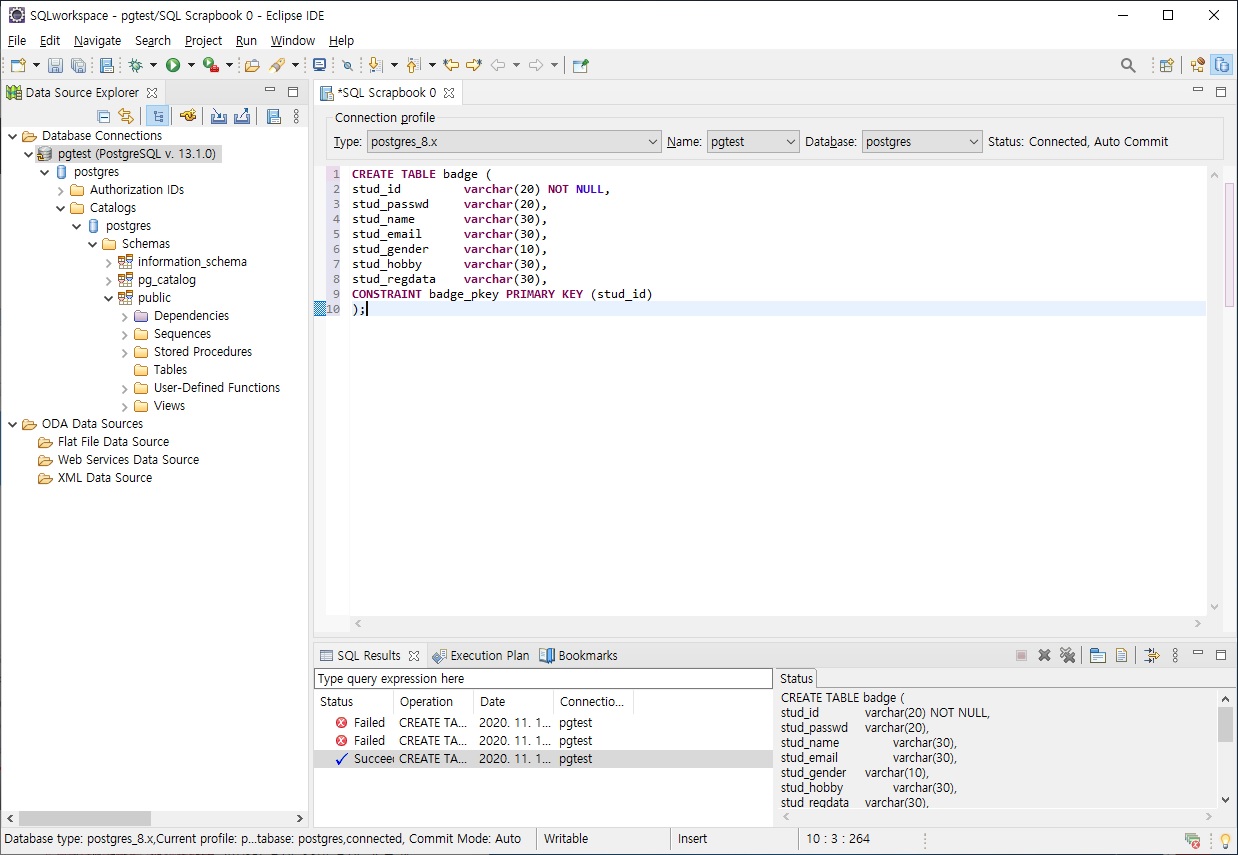 SQLworkspace - pgtest/SQL Scrapbook 0 - Eclipse IDE
File Edit Navigate Search Project Run Window Help
Data Source Explorer
Database Connections
pgtest (PostgreSQL v. 13.1.0)
postgres
Authorization IDs
Catalogs
postgres
Schemas
information_schema
pg_catalog
public
Dependencies
Sequences
Stored Procedures
Tables
User-Defined Functions
Views
ODA Data Sources
Flat File Data Source
Web Services Data Source
XML Data Source
*SQL Scrapbook 0
Connection profile
Type: postgres_8.x Name: pgtest Database: postgres Status: Connected, Auto Commit
1 CREATE TABLE badge (
2 stud_id varchar(20) NOT NULL,
3 stud_passwd varchar(20),
4 stud_name varchar(30),
5 stud_email varchar(30),
6 stud_gender varchar(10),
7 stud_hobby varchar(30),
8 stud_regdata varchar(30),
9 CONSTRAINT badge_pkey PRIMARY KEY (stud_id)
10 );
SQL Results Execution Plan Bookmarks
Type query expression here
Status Operation Date Connectio...
Failed CREATE TA... 2020. 11. 1... pgtest
Failed CREATE TA... 2020. 11. 1... pgtest
Succee CREATE TA... 2020. 11. 1... pgtest
Status
CREATE TABLE badge (
stud_id varchar(20) NOT NULL,
stud_passwd varchar(20),
stud_name varchar(30),
stud_email varchar(30),
stud_gender varchar(10),
stud_hobby varchar(30),
stud_regdata varchar(30),
Database type: postgres_8.x,Current profile: p...tabase: postgres,connected, Commit Mode: Auto Writable Insert 10 : 3 : 264